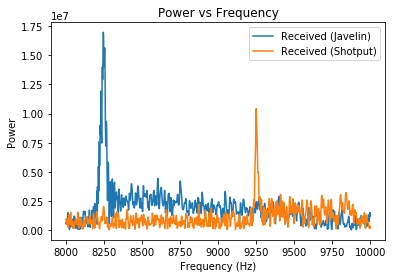 Power vs Frequency
1e7
Received (Javelin)
Received (Shotput)
1.75
1.50
1.25
1.00
0.75
0.50
0.25
0.00
Power
8000 8250 8500 8750 9000 9250 9500 9750 10000
Frequency (Hz)